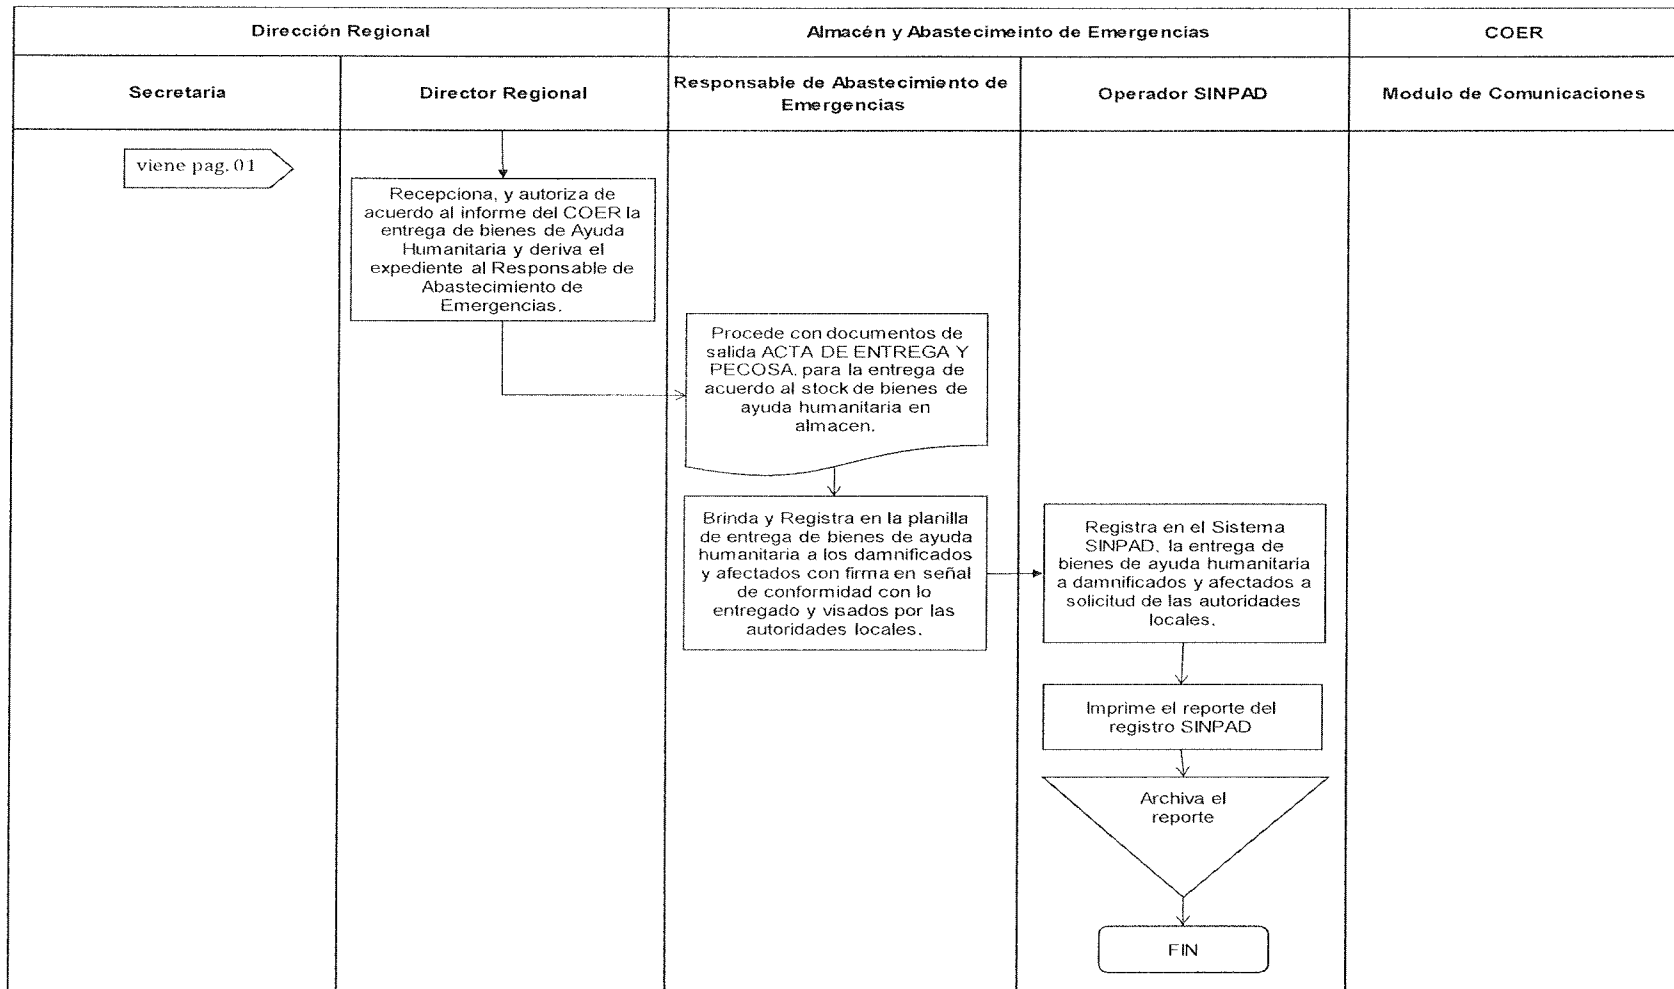 Dirección Regional
Almacén y Abastecimeinto de Emergencias
COER
Secretaria
Director Regional
Responsable de Abastecimiento de
Emergencias
Operador SINPAD
Modulo de Comunicaciones
viene pag. 01
Recepciona, y autoriza de
acuerdo al informe del COER la
entrega de bienes de Ayuda
Humanitaria y deriva el
expediente al Responsable de
Abastecimiento de
Emergencias.
Procede con documentos de
salida ACTA DE ENTREGA Y
PECOSA, para la entrega de
acuerdo al stock de bienes de
ayuda humanitaria en
almacen.
Brinda y Registra en la planilla
de entrega de bienes de ayuda
humanitaria a los damnificados
y afectados con firma en señal
de conformidad con lo
entregado y visados por las
autoridades locales.
Registra en el Sistema
SINPAD, la entrega de
bienes de ayuda humanitaria
a damnificados y afectados a
solicitud de las autoridades
locales.
Imprime el reporte del
registro SINPAD
Archiva el
reporte
FIN